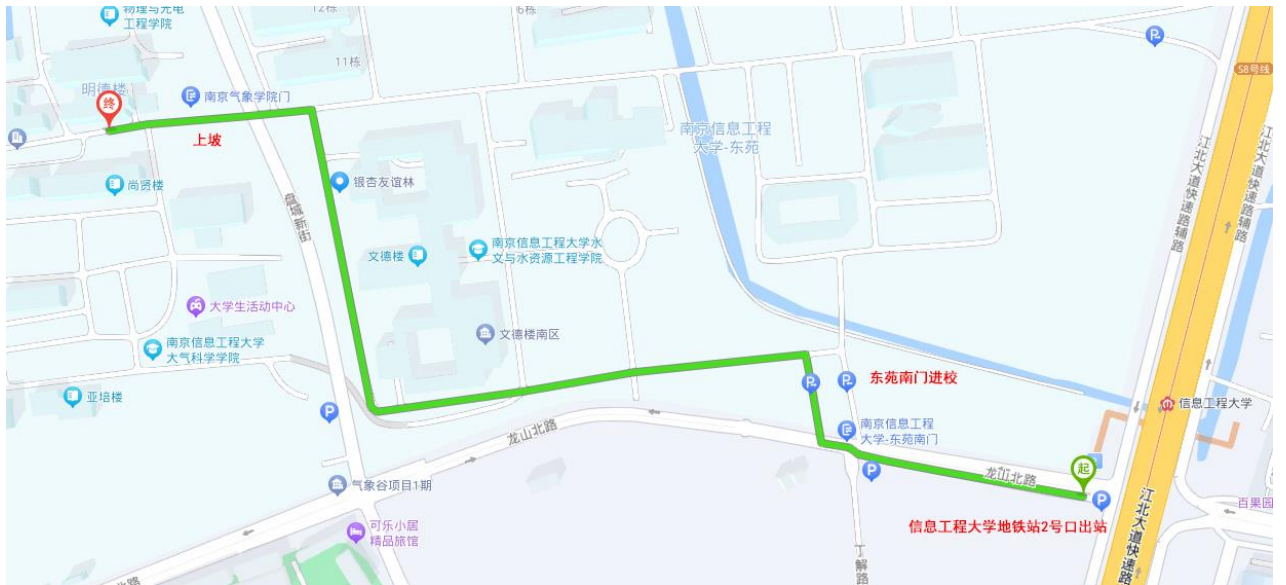 物理与光电
工程学院
12栋
6栋
11栋
S8号线
明德楼
终
南京气象学院门
上坡
南京信息工程
大学-东苑
江北大道快速路辅路
江北大道快速路辅路
尚贤楼
银杏友谊林
盘城新街
文德楼
南京信息工程大学水
文与水资源工程学院
大学生活动中心
文德楼南区
南京信息工程大学
大气科学学院
亚培楼
P
东苑南门进校
信息工程大学
南京信息工程
大学-东苑南门
龙山北路
P
龙山北路
起
P
气象谷项目1期
百果园
信息工程大学地铁站2号口出站
可乐小居
精品旅馆
江北大道快速路
丁解路
北路